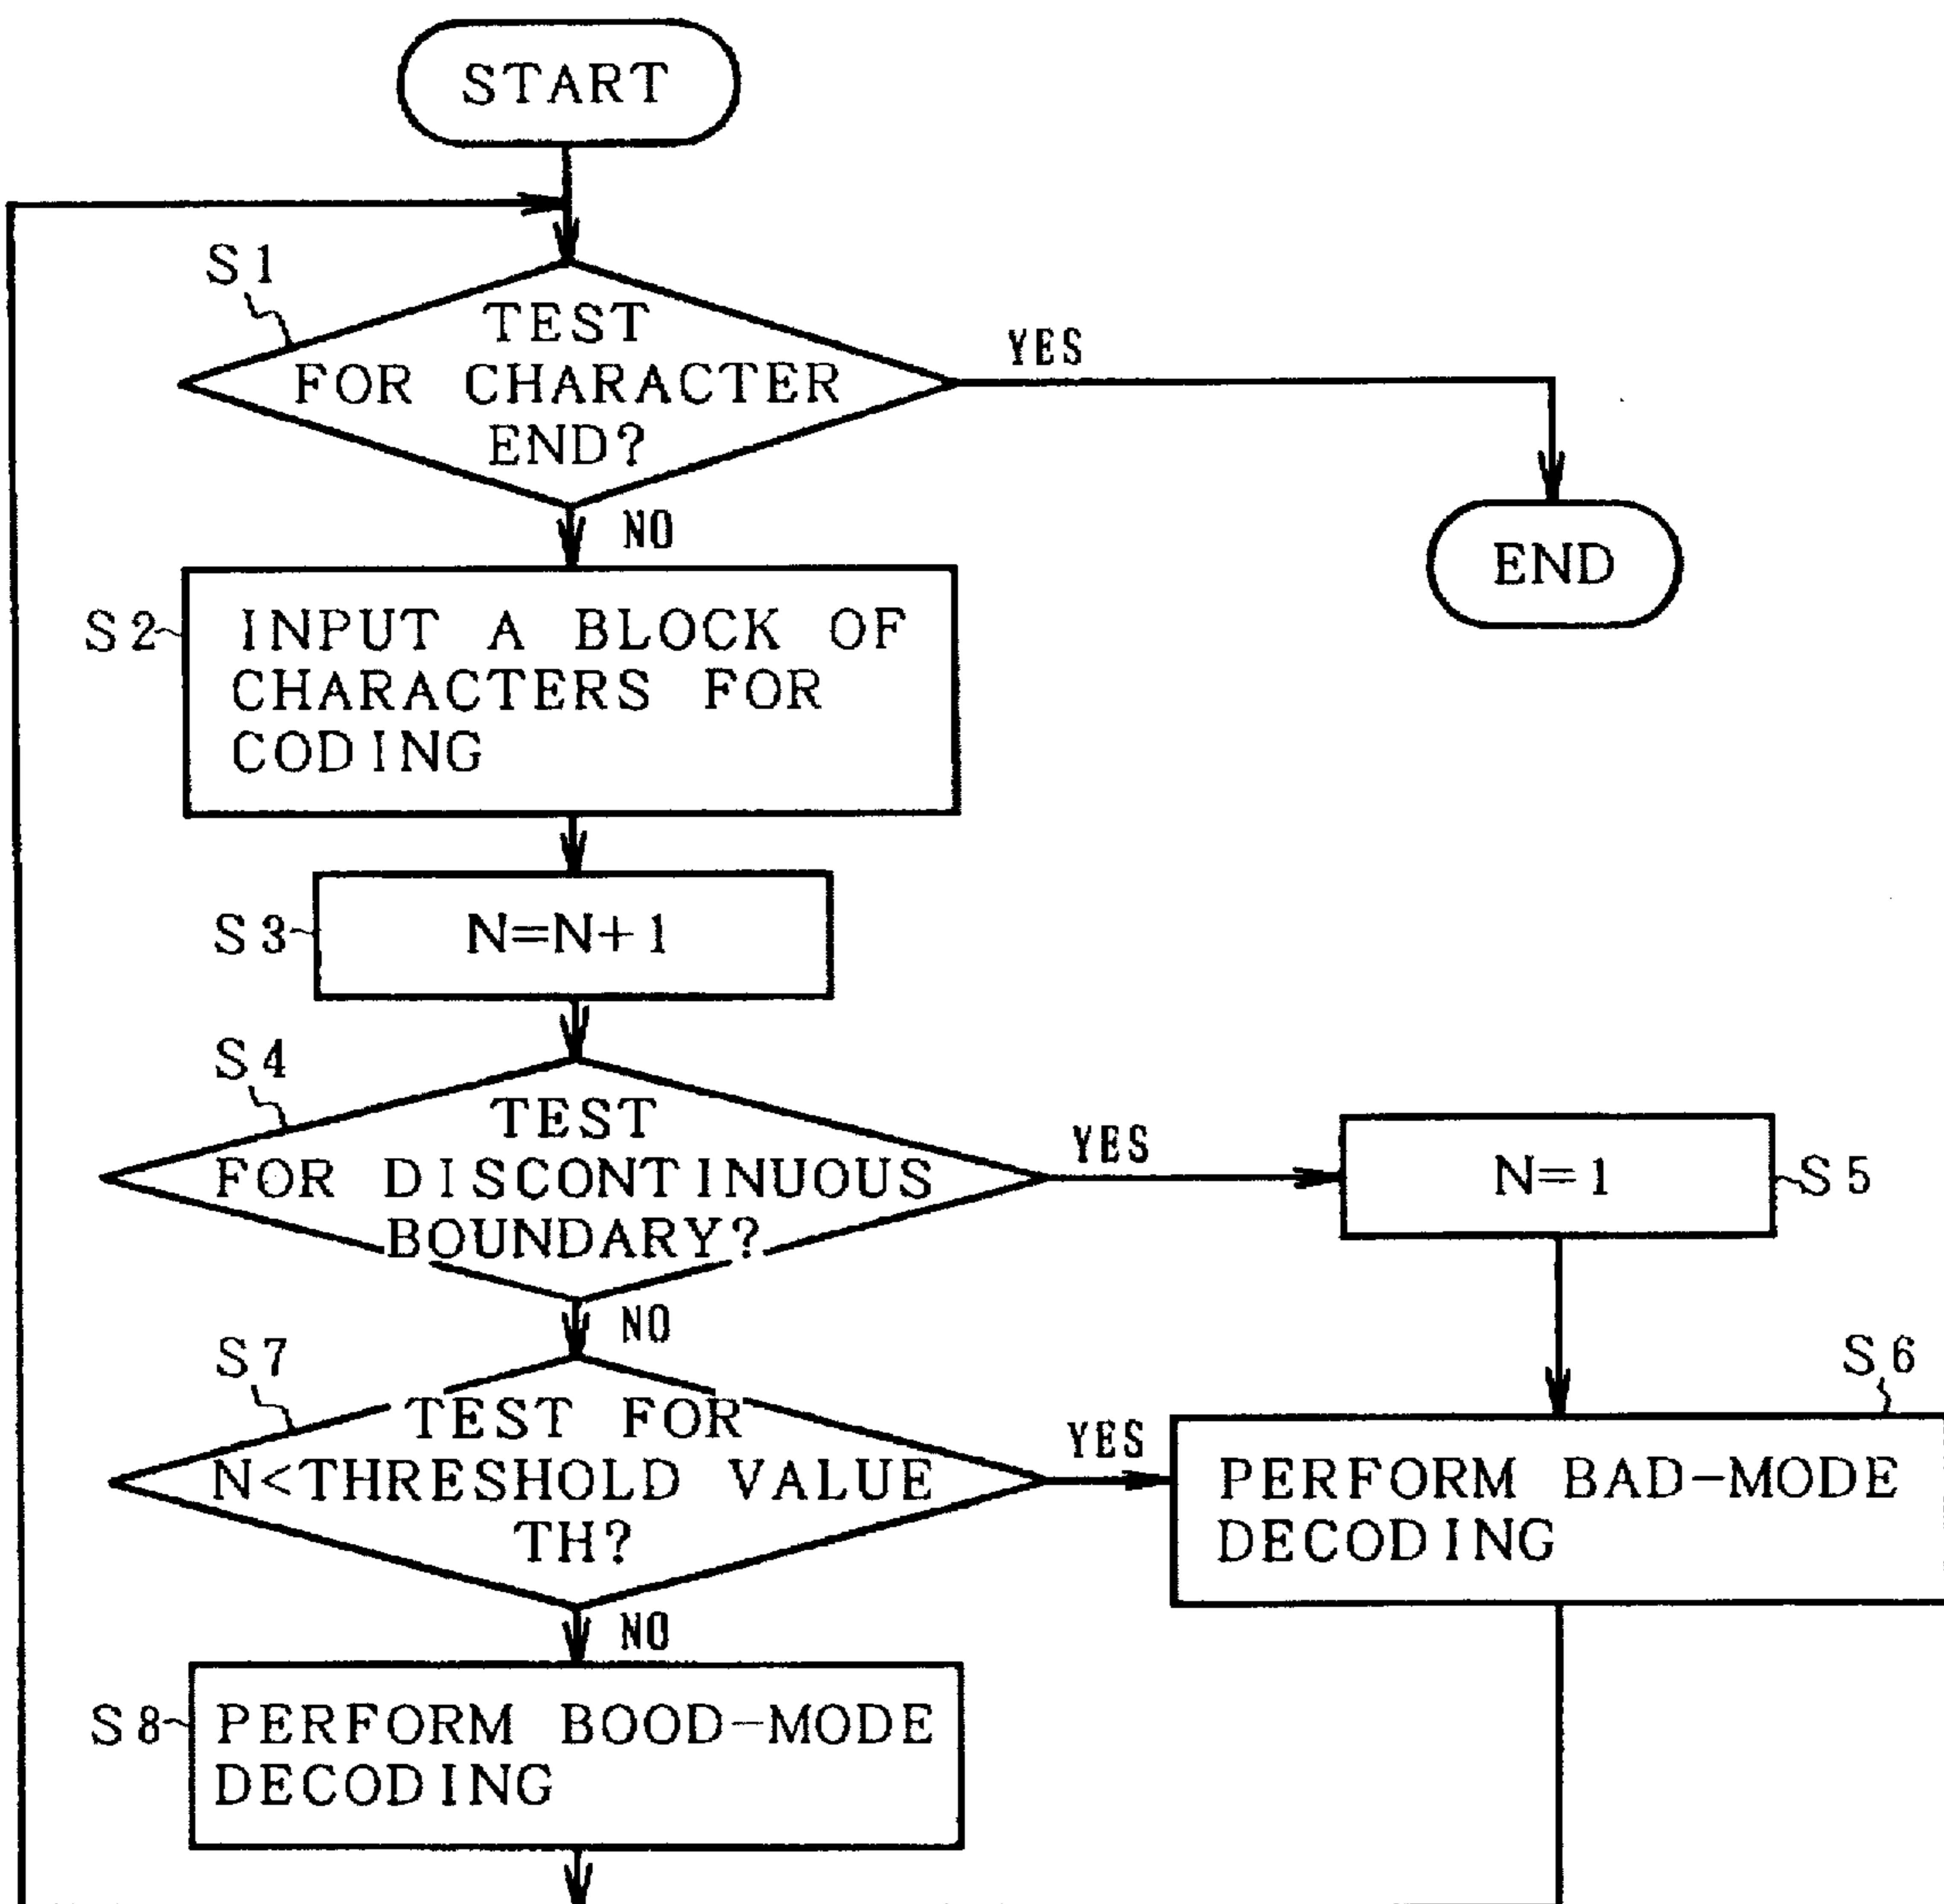 START
S1
TEST
FOR CHARACTER
END?
YES
NO
END
S2
INPUT A BLOCK OF
CHARACTERS FOR
CODING
S3
N=N+1
S4
TEST
FOR DISCONTINUOUS
BOUNDARY?
YES
N=1
S5
NO
S7
TEST FOR
N<THRESHOLD VALUE
TH?
YES
S6
PERFORM BAD-MODE
DECODING
NO
S8
PERFORM BOOD-MODE
DECODING